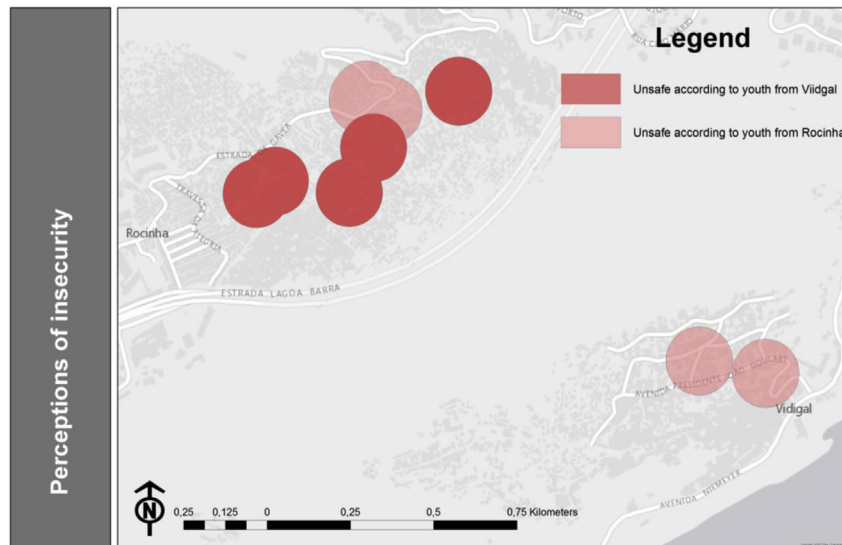 Perceptions of insecurity
Legend
Unsafe according to youth from Viidgal
Unsafe according to youth from Rocinha
ESTRADA
GAVEA
Rocinha
ESTRADA LAGOA BARRA
AVENIDA PRESIDENTE JOÃO GOULART
Vidigal
AVENIDA NIEMEYER
N
0,25 0,125 0 0,25 0,5 0,75 Kilometers